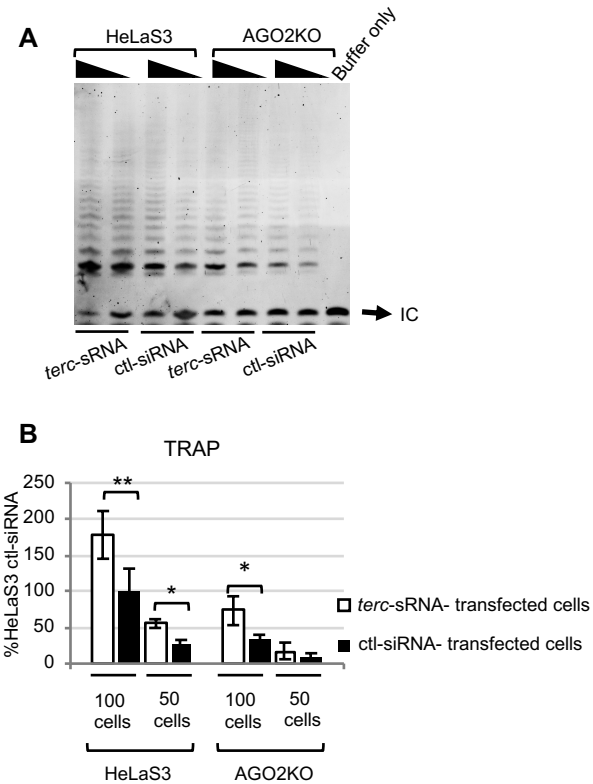 A
HeLaS3 AGO2KO
Buffer only
IC
terc-sRNA ctl-siRNA terc-sRNA ctl-siRNA
B
TRAP
%HeLaS3 ctl-siRNA
250
200
150
100
50
0
** * *
terc-sRNA- transfected cells
ctl-siRNA- transfected cells
100 cells 50 cells 100 cells 50 cells
HeLaS3 AGO2KO